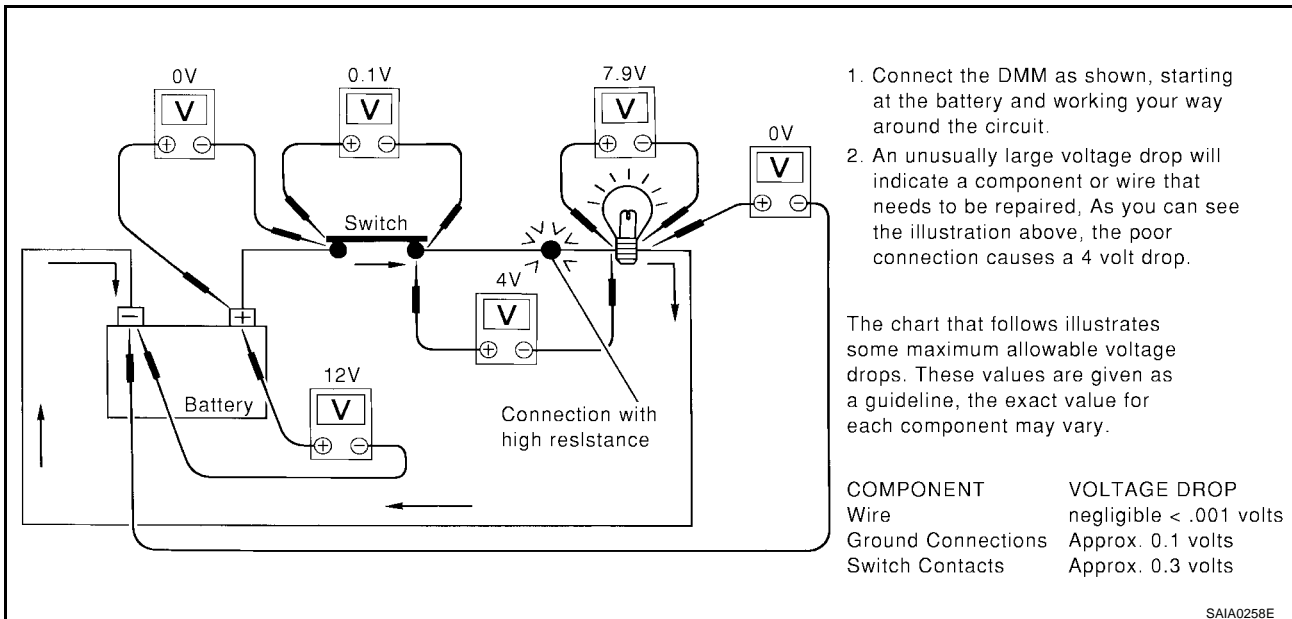 0V
0.1V
7.9V
0V
V
V
V
V
Switch
4V
V
12V
V
Battery
Connection with
high resIstance
1. Connect the DMM as shown, starting
at the battery and working your way
around the circuit.
2. An unusually large voltage drop will
indicate a component or wire that
needs to be repaired, As you can see
the illustration above, the poor
connection causes a 4 volt drop.
The chart that follows illustrates
some maximum allowable voltage
drops. These values are given as
a guideline, the exact value for
each component may vary.
COMPONENT VOLTAGE DROP
Wire negligible < .001 volts
Ground Connections Approx. 0.1 volts
Switch Contacts Approx. 0.3 volts
SAIA0258E